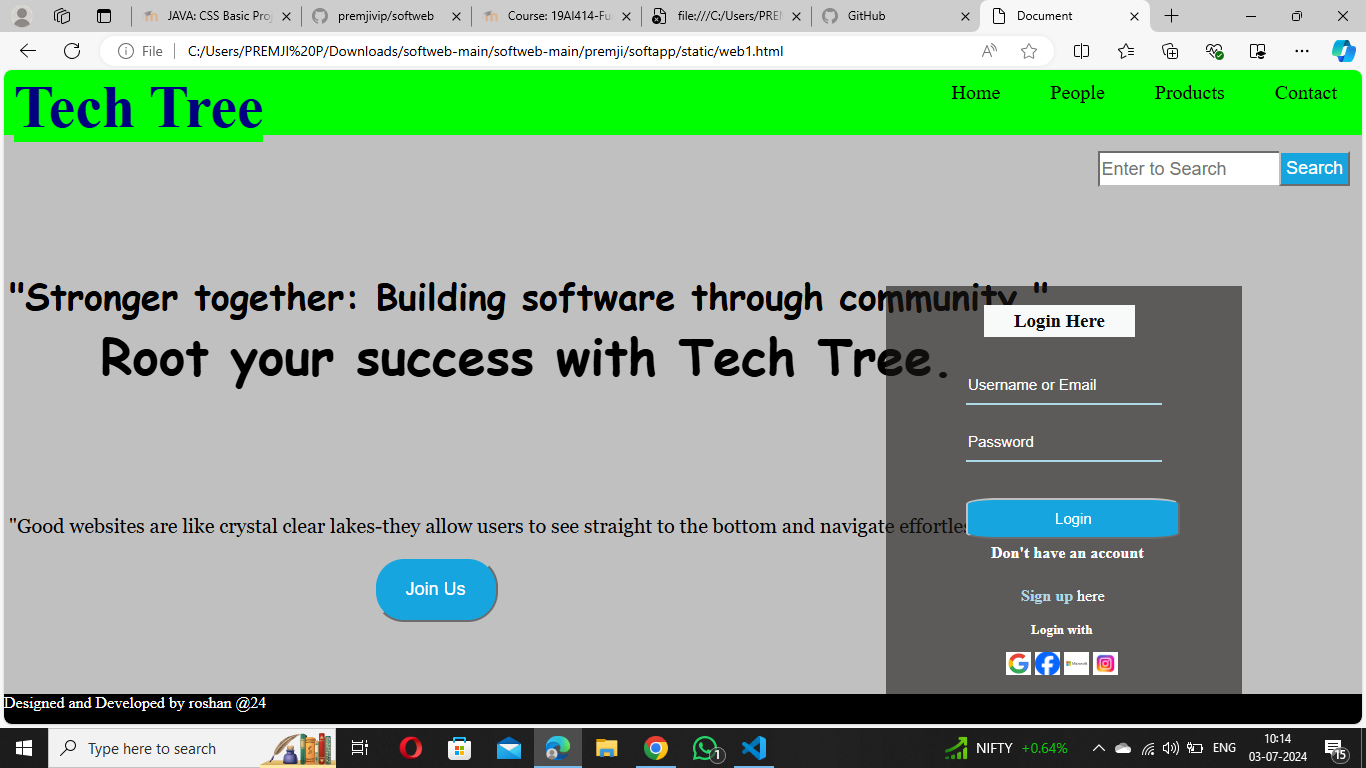 JAVA: CSS Basic Proj
premjivip/softweb
Course: 19AI414-Fu
file:///C:/Users/PREM
GitHub
Document
File
C:/Users/PREMJI%20P/Downloads/softweb-main/softweb-main/premji/softapp/static/web1.html
Tech Tree
Home People Products Contact
Enter to Search Search
"Stronger together: Building software through community."
Root your success with Tech Tree.
Login Here
Username or Email
Password
"Good websites are like crystal clear lakes-they allow users to see straight to the bottom and navigate effortles
Login
Don't have an account
Join Us
Sign up here
Login with
Designed and Developed by roshan @24
Type here to search
NIFTY +0.64%
ENG
10:14
03-07-2024
1
15